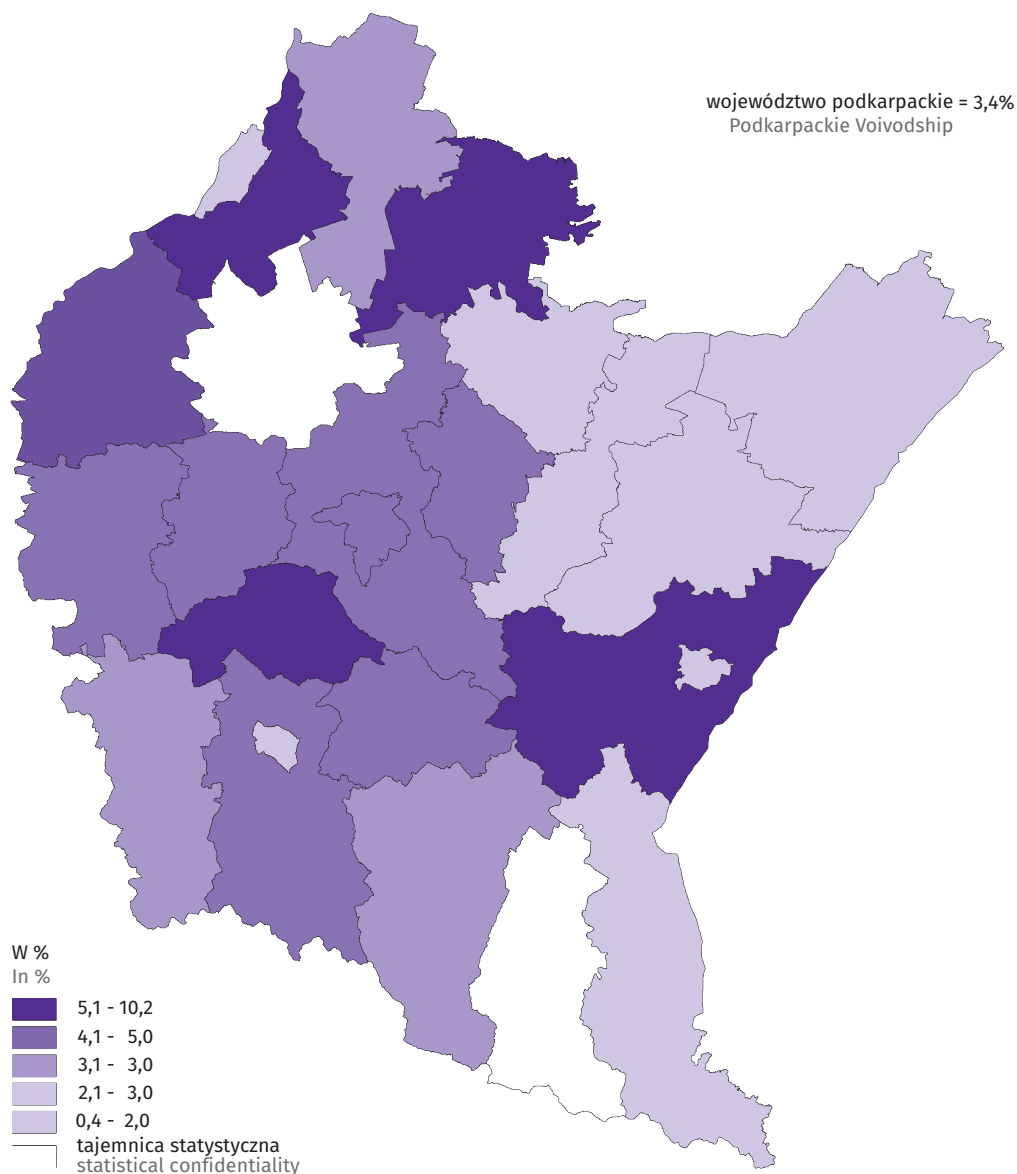 województwo podkarpackie = 3,4%
Podkarpackie Voivodship
W %
In %
5,1 - 10,2
4,1 - 5,0
3,1 - 3,0
2,1 - 3,0
0,4 - 2,0
tajemnica statystyczna
statistical confidentiality